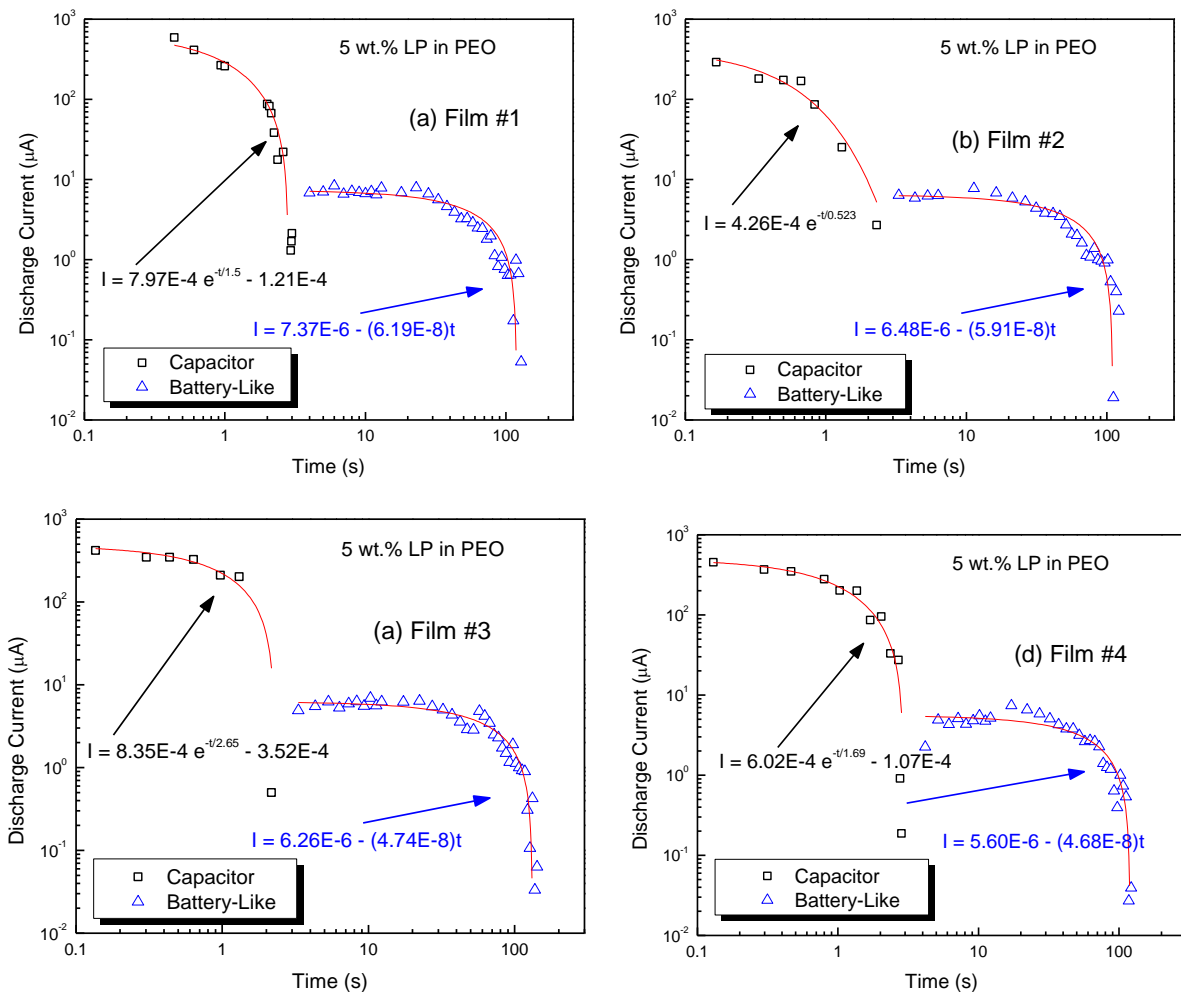 10³
10²
10¹
10⁰
10⁻¹
10⁻²
Discharge Current (μA)
5 wt.% LP in PEO
(a) Film #1
I = 7.97E-4 e^-t/1.5 - 1.21E-4
I = 7.37E-6 - (6.19E-8)t
Capacitor
Battery-Like
0.1 1 10 100
Time (s)
10³
10²
10¹
10⁰
10⁻¹
10⁻²
Discharge Current (μA)
5 wt.% LP in PEO
(b) Film #2
I = 4.26E-4 e^-t/0.523
I = 6.48E-6 - (5.91E-8)t
Capacitor
Battery-Like
0.1 1 10 100
Time (s)
10³
10²
10¹
10⁰
10⁻¹
10⁻²
Discharge Current (μA)
5 wt.% LP in PEO
(a) Film #3
I = 8.35E-4 e^-t/2.65 - 3.52E-4
I = 6.26E-6 - (4.74E-8)t
Capacitor
Battery-Like
0.1 1 10 100
Time (s)
10³
10²
10¹
10⁰
10⁻¹
10⁻²
Discharge Current (μA)
5 wt.% LP in PEO
(d) Film #4
I = 6.02E-4 e^-t/1.69 - 1.07E-4
I = 5.60E-6 - (4.68E-8)t
Capacitor
Battery-Like
0.1 1 10 100
Time (s)